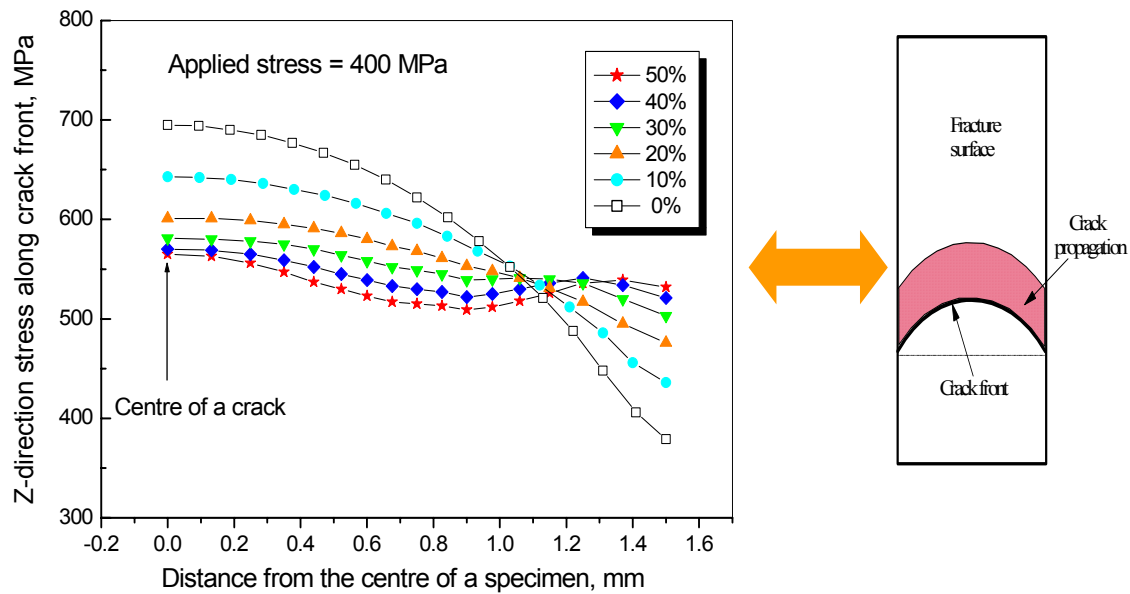 800
700
600
500
400
300
Z-direction stress along crack front, MPa
Applied stress = 400 MPa
50%
40%
30%
20%
10%
0%
Centre of a crack
-0.2
0.0
0.2
0.4
0.6
0.8
1.0
1.2
1.4
1.6
Distance from the centre of a specimen, mm
Fracture
surface
Crack
propagation
Crack front